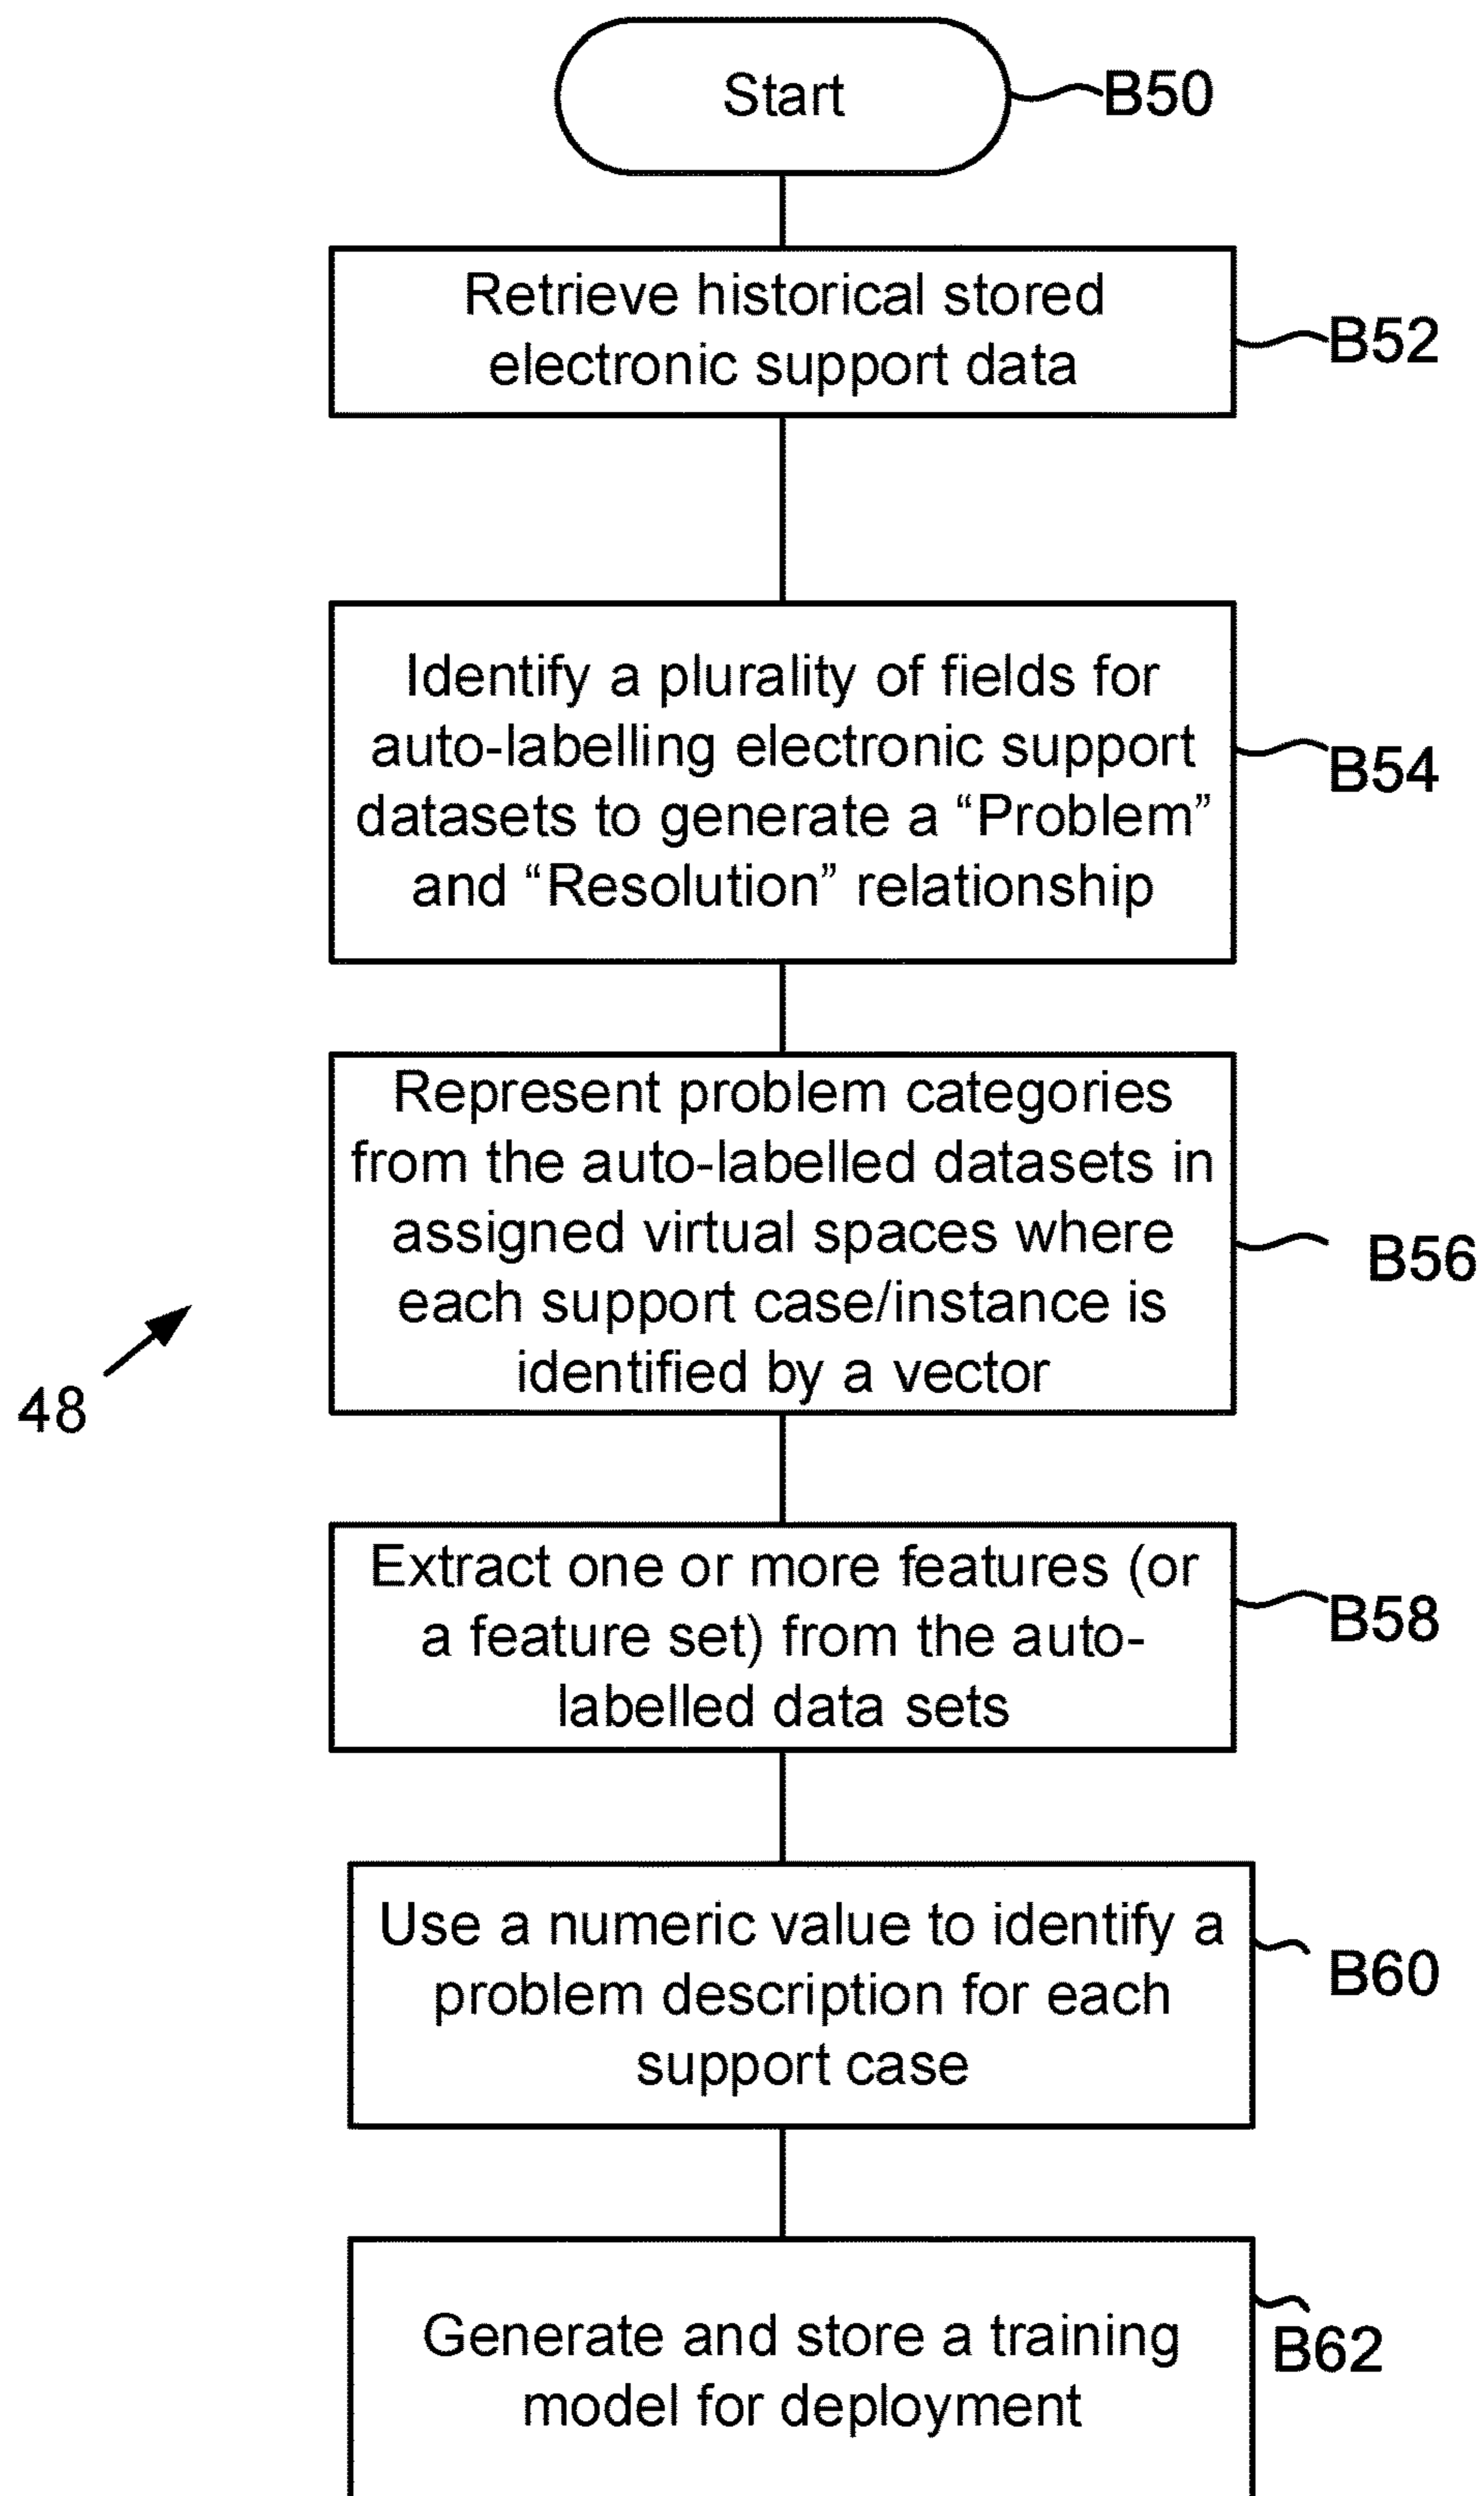 Start
B50
Retrieve historical stored
electronic support data
B52
Identify a plurality of fields for
auto-labelling electronic support
datasets to generate a “Problem”
and “Resolution” relationship
B54
Represent problem categories
from the auto-labelled datasets in
assigned virtual spaces where
each support case/instance is
identified by a vector
B56
48
Extract one or more features (or
a feature set) from the auto-
labelled data sets
B58
Use a numeric value to identify a
problem description for each
support case
B60
Generate and store a training
model for deployment
B62